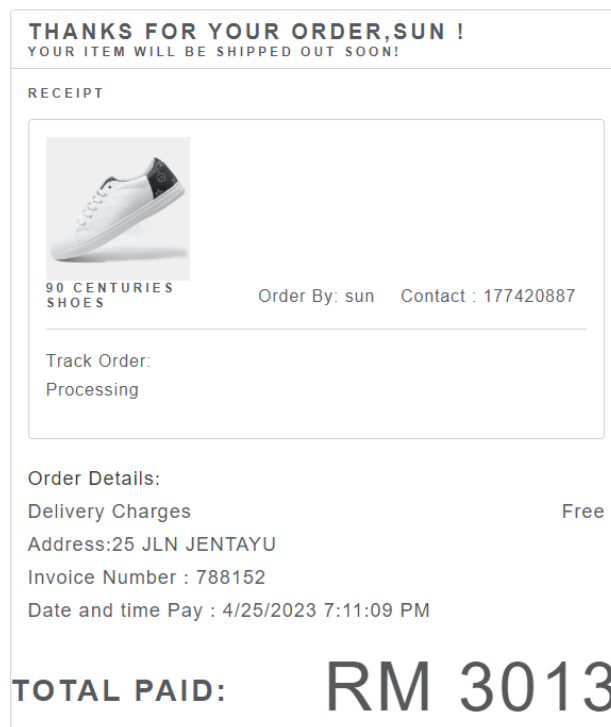 THANKS FOR YOUR ORDER,SUN !
YOUR ITEM WILL BE SHIPPED OUT SOON!
RECEIPT
90 CENTURIES
SHOES
Order By: sun
Contact : 177420887
Track Order:
Processing
Order Details:
Delivery Charges Free
Address:25 JLN JENTAYU
Invoice Number : 788152
Date and time Pay : 4/25/2023 7:11:09 PM
TOTAL PAID: RM 3013